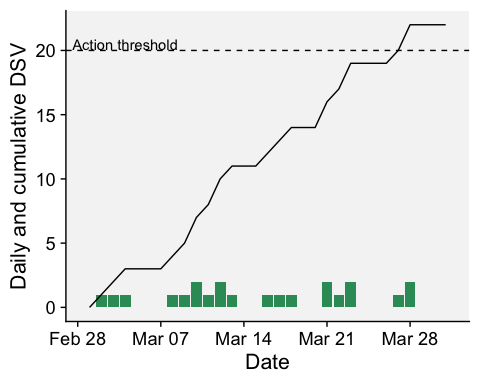 Action threshold
20
15
10
5
0
Daily and cumulative DSV
Feb 28 Mar 07 Mar 14 Mar 21 Mar 28
Date